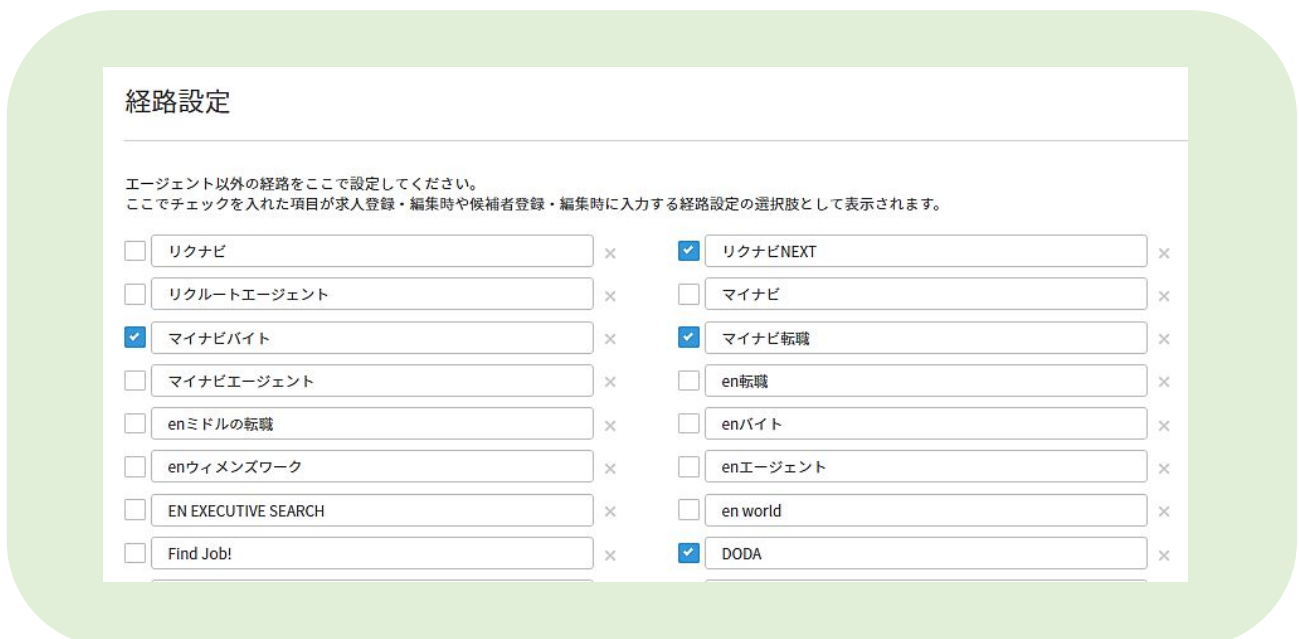 経路設定
エージェント以外の経路をここで設定してください。
ここでチェックを入れた項目が求人登録・編集時や候補者登録・編集時に入力する経路設定の選択肢として表示されます。
リクナビ
リクナビNEXT
リクルートエージェント
マイナビ
マイナビバイト
マイナビ転職
マイナビエージェント
en転職
enミドルの転職
enバイト
enウィメンズワーク
enエージェント
EN EXECUTIVE SEARCH
en world
Find Job!
DODA